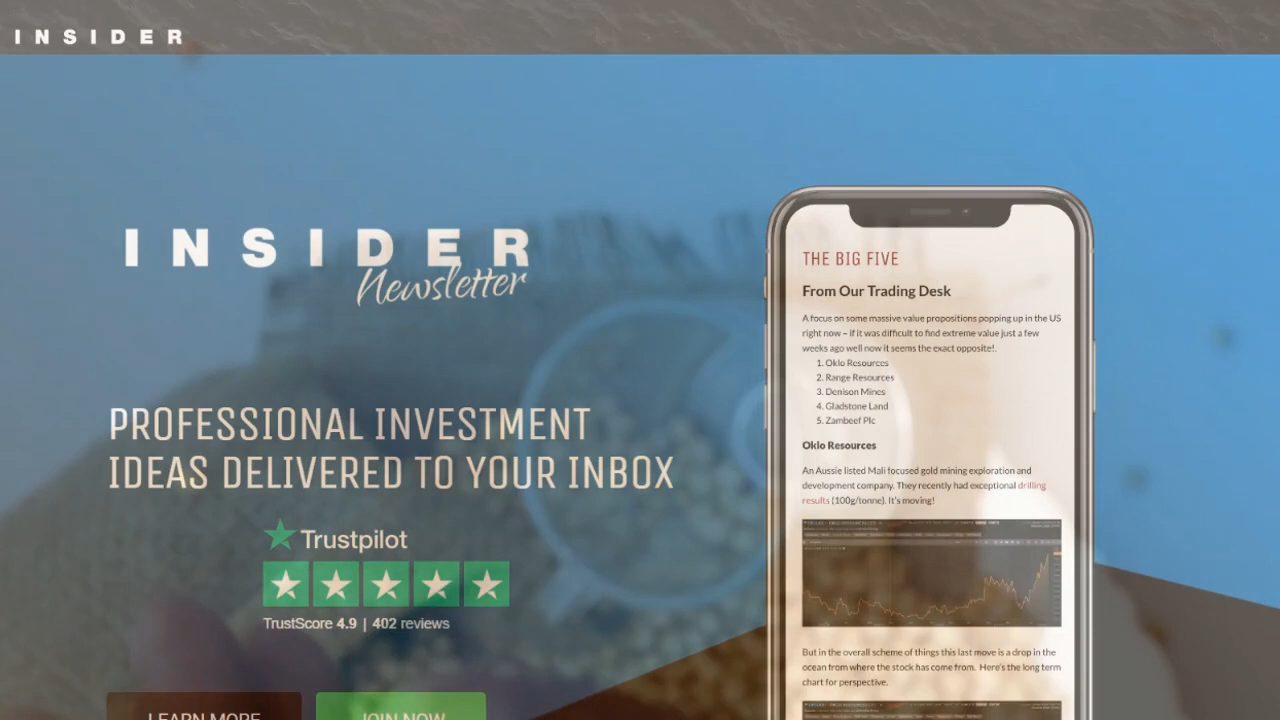 INSIDER
INSIDER
Newsletter
PROFESSIONAL INVESTMENT
IDEAS DELIVERED TO YOUR INBOX
Trustpilot
TrustScore 4.9 | 402 reviews
LEARN MORE
JOIN NOW
THE BIG FIVE
From Our Trading Desk
A focus on some massive value propositions popping up in the US
right now – if it was difficult to find extreme value just a few
weeks ago well now it seems the exact opposite!.
1. Oklo Resources
2. Range Resources
3. Denison Mines
4. Gladstone Land
5. Zambeef Plc
Oklo Resources
An Aussie listed Mali focused gold mining exploration and
development company. They recently had exceptional drilling
results (100g/tonne). It's moving!
But in the overall scheme of things this last move is a drop in the
ocean from where the stock has come from. Here's the long term
chart for perspective.